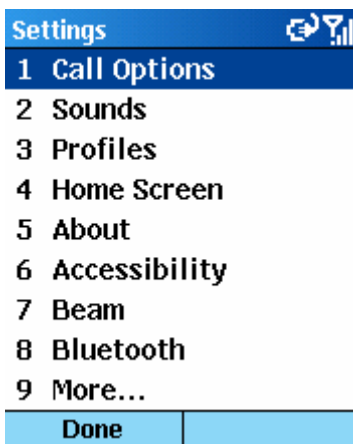 Settings
1 Call Options
2 Sounds
3 Profiles
4 Home Screen
5 About
6 Accessibility
7 Beam
8 Bluetooth
9 More...
Done